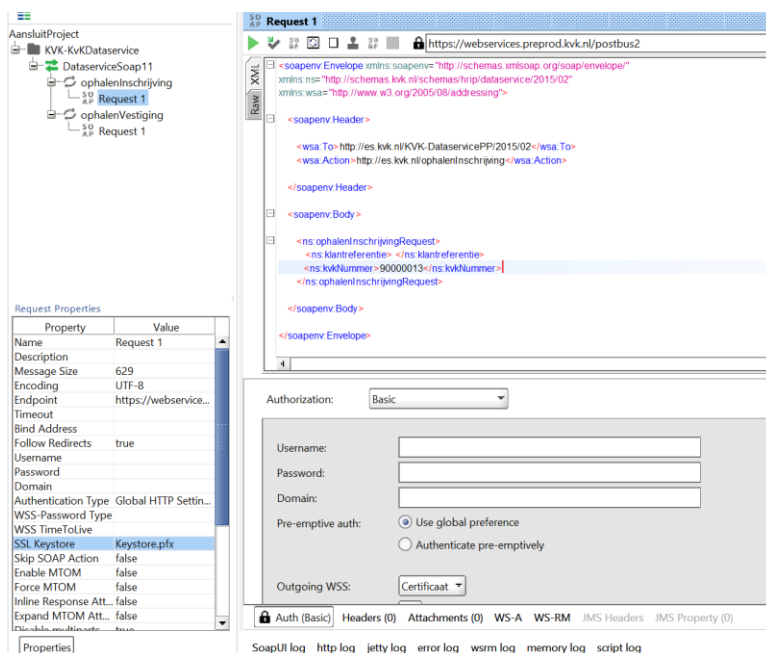 AansluitProject
KVK-KvKDataservice
DataserviceSoap11
ophalenInschrijving
SOAP Request 1
ophalenVestiging
SOAP Request 1
Request Properties
Property Value
Name Request 1
Description
Message Size 629
Encoding UTF-8
Endpoint https://webservice...
Timeout
Bind Address
Follow Redirects true
Username
Password
Domain
Authentication Type Global HTTP Settin...
WSS-Password Type
WSS TimeToLive
SSL Keystore Keystore.pfx
Skip SOAP Action false
Enable MTOM false
Force MTOM false
Inline Response Att... false
Expand MTOM Att... false
Disable multiparts true
Properties
SOAP Request 1
https://webservices.preprod.kvk.nl/postbus2
XML
Raw
<soapenv:Envelope xmlns:soapenv="http://schemas.xmlsoap.org/soap/envelope/"
xmlns:ns="http://schemas.kvk.nl/schemas/hrip/dataservice/2015/02"
xmlns:wsa="http://www.w3.org/2005/08/addressing">
<soapenv:Header>
<wsa:To>http://es.kvk.nl/KVK-DataservicePP/2015/02</wsa:To>
<wsa:Action>http://es.kvk.nl/ophalenInschrijving</wsa:Action>
</soapenv:Header>
<soapenv:Body>
<ns:ophalenInschrijvingRequest>
<ns:klantreferentie> </ns:klantreferentie>
<ns:kvkNummer>90000013</ns:kvkNummer>
</ns:ophalenInschrijvingRequest>
</soapenv:Body>
</soapenv:Envelope>
Authorization: Basic
Username:
Password:
Domain:
Pre-emptive auth: Use global preference
Authenticate pre-emptively
Outgoing WSS: Certificaat
Auth (Basic) Headers (0) Attachments (0) WS-A WS-RM JMS Headers JMS Property (0)
SoapUI log http log jetty log error log wsrm log memory log script log